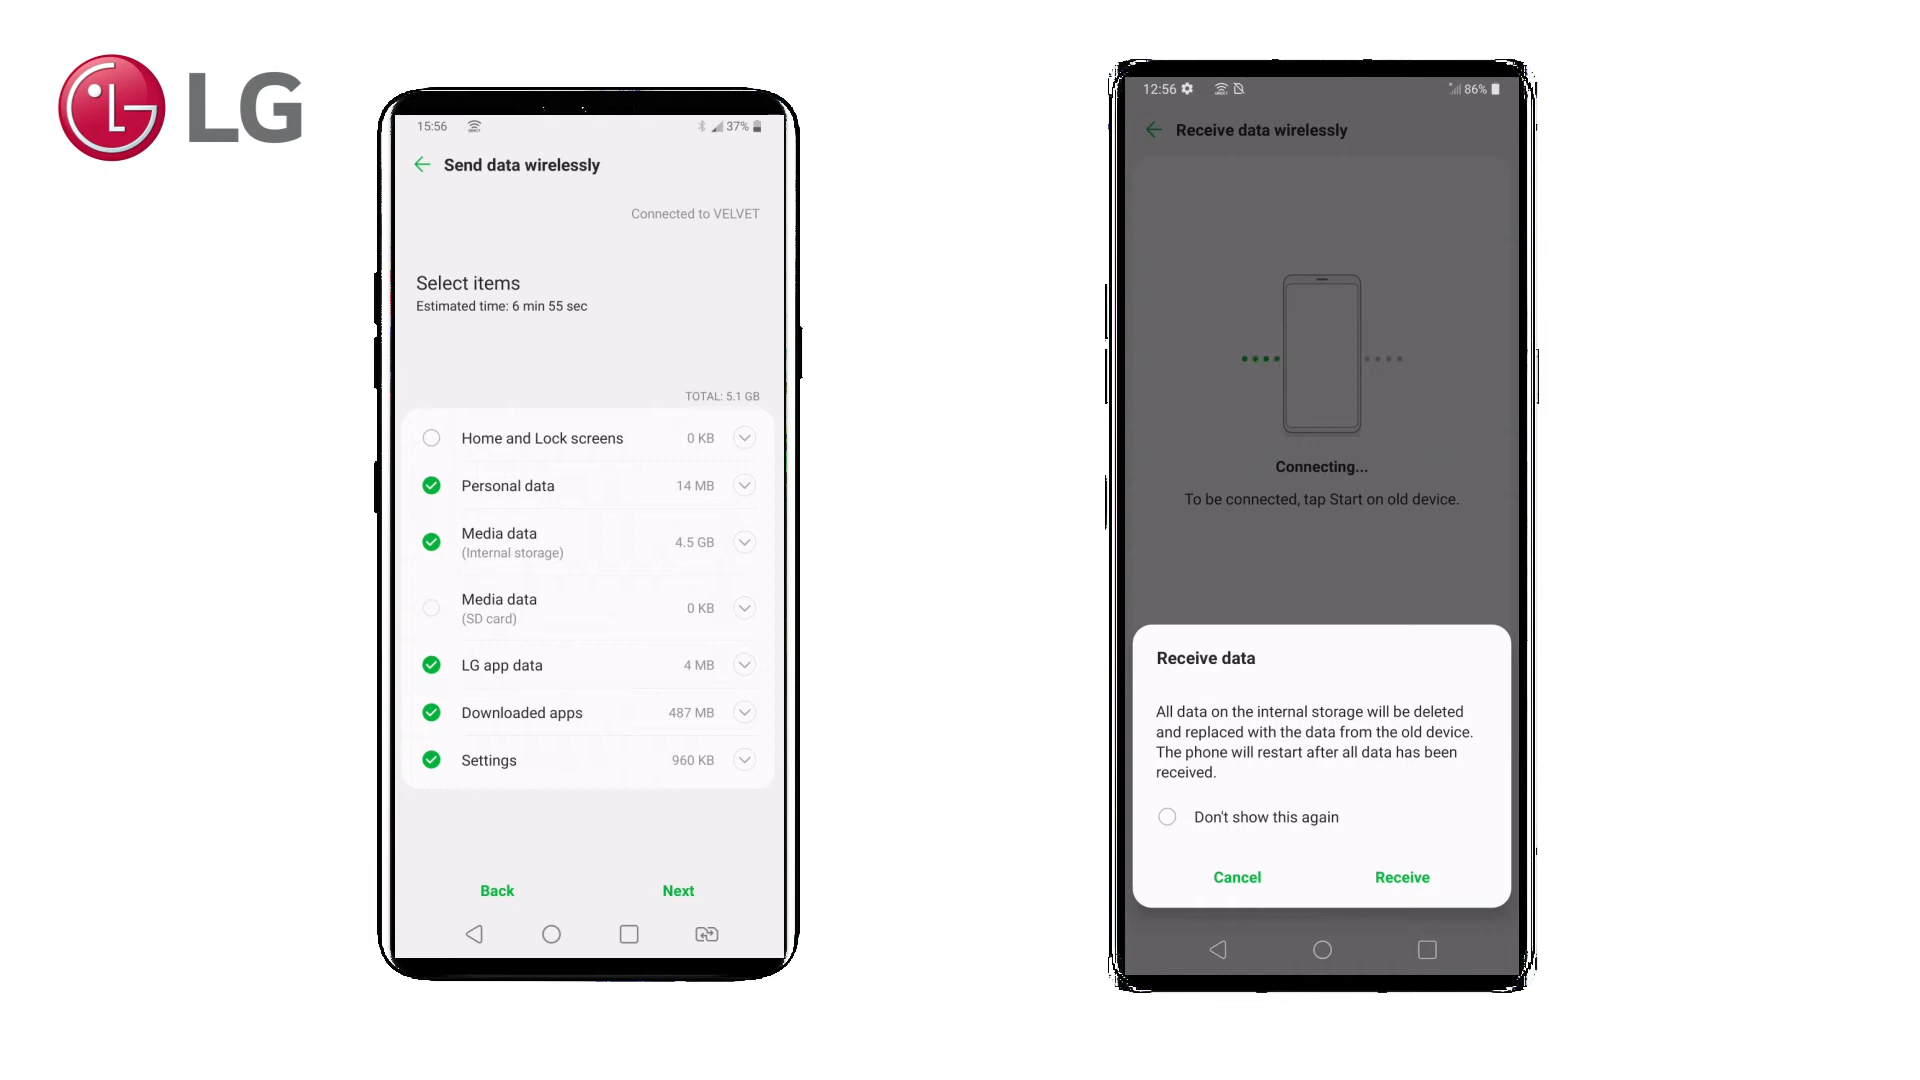 LG
15:56
37%
Send data wirelessly
Connected to VELVET
Select items
Estimated time: 6 min 55 sec
TOTAL: 5.1 GB
Home and Lock screens 0 KB
Personal data 14 MB
Media data
(Internal storage) 4.5 GB
Media data
(SD card) 0 KB
LG app data 4 MB
Downloaded apps 487 MB
Settings 960 KB
Back Next
12:56
86%
Receive data wirelessly
Connecting...
To be connected, tap Start on old device.
Receive data
All data on the internal storage will be deleted
and replaced with the data from the old device.
The phone will restart after all data has been
received.
Don't show this again
Cancel Receive